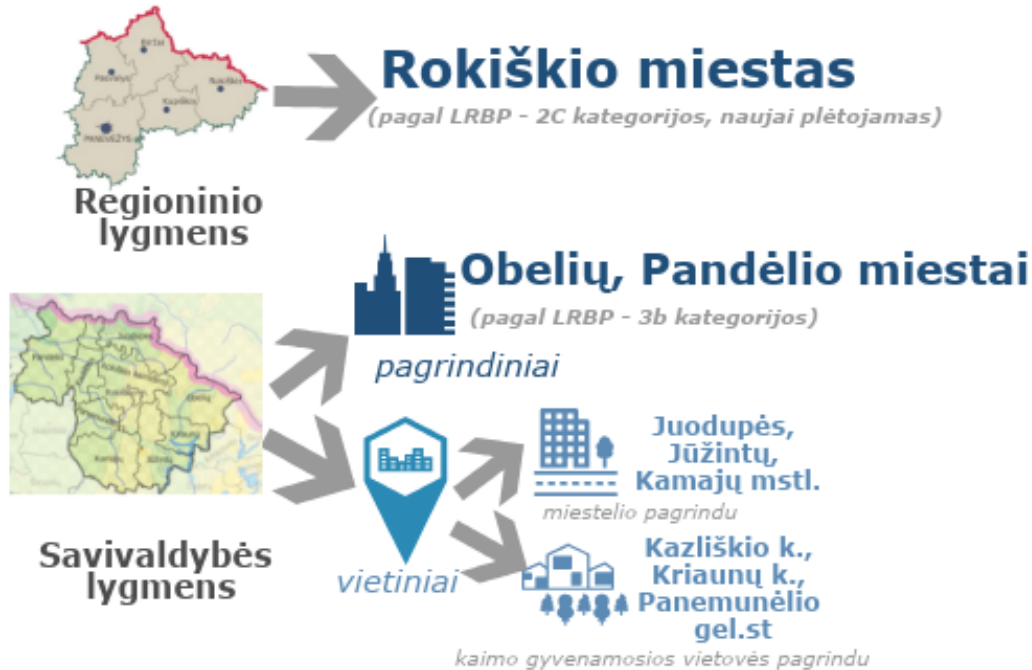 Rokiškio miestas
(pagal LRBP - 2C kategorijos, naujai plėtojamas)
PANEVĖŽYS
Regioninio
lygmens
Obelių, Pandėlio miestai
(pagal LRBP - 3b kategorijos)
pagrindiniai
Savivaldybės
lygmens
vietiniai
Juodupės,
Jūžintų,
Kamajų mstl.
miestelio pagrindu
Kazliškio k.,
Kriaunų k.,
Panemunėlio
gel.st
kaimo gyvenamosios vietovės pagrindu